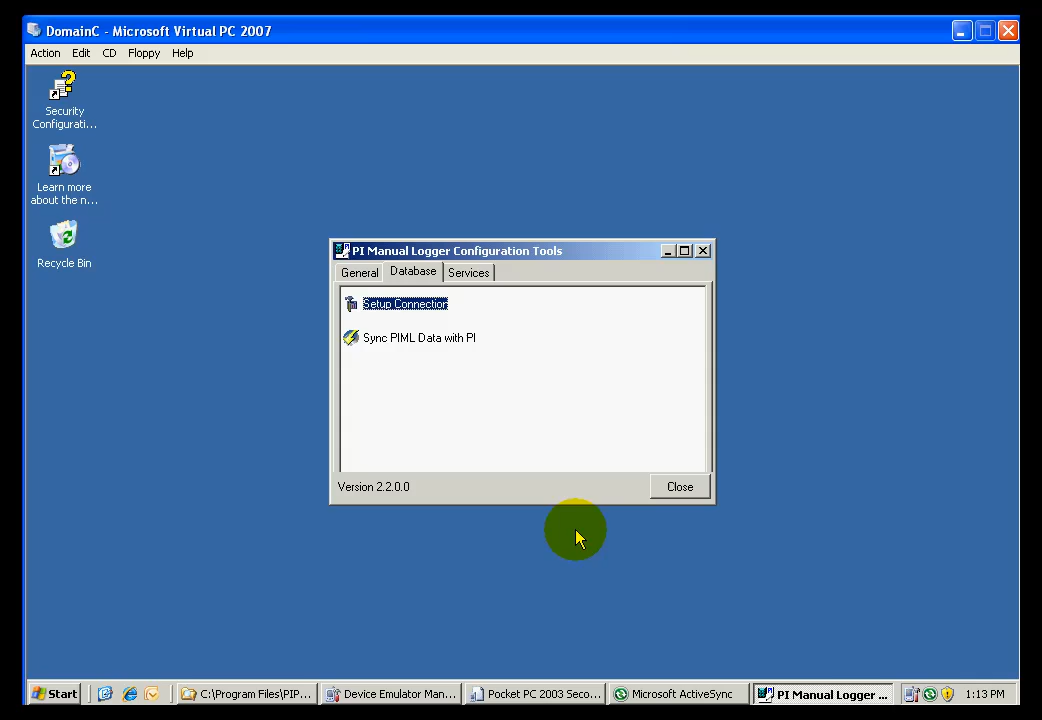 DomainC - Microsoft Virtual PC 2007
Action Edit CD Floppy Help
Security
Configurati...
Learn more
about the n...
Recycle Bin
PI Manual Logger Configuration Tools
General Database Services
Setup Connection
Sync PIML Data with PI
Version 2.2.0.0
Close
Start C:\Program Files\PIP... Device Emulator Man... Pocket PC 2003 Seco... Microsoft ActiveSync PI Manual Logger ... 1:13 PM